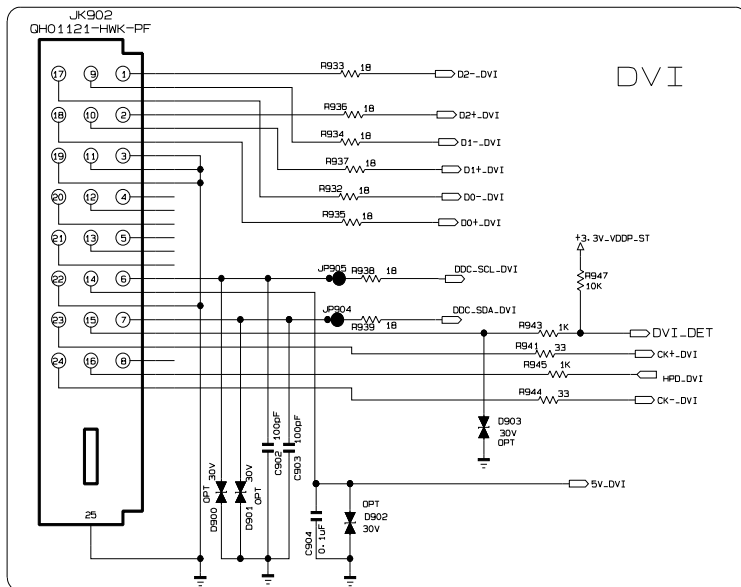 JK902
QH01121-HWK-PF
DVI
17 9 1
R933 18 D2-_DVI
18 10 2
R936 18 D2+_DVI
R934 18 D1-_DVI
19 11 3
R937 18 D1+_DVI
20 12 4
R932 18 D0-_DVI
R935 18 D0+_DVI
21 13 5
+3.3V_VDDP_ST
22 14 6
JP905 R938 18 DDC_SCL_DVI
R947
10K
23 15 7
JP904 R939 18 DDC_SDA_DVI
R943 1K DVI_DET
R941 33 CK+_DVI
24 16 8
R945 1K HPD_DVI
R944 33 CK-_DVI
D903
30V
OPT
C902 100pF
C903 100pF
D900 OPT 30V
D901 OPT 30V
5V_DVI
25
C904 0.1uF
OPT
D902
30V